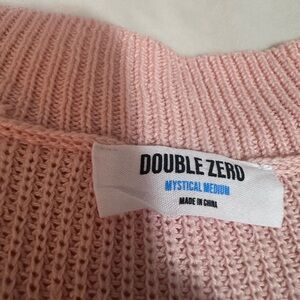 DOUBLE ZERO
MYSTICAL MEDIUM
MADE IN CHINA